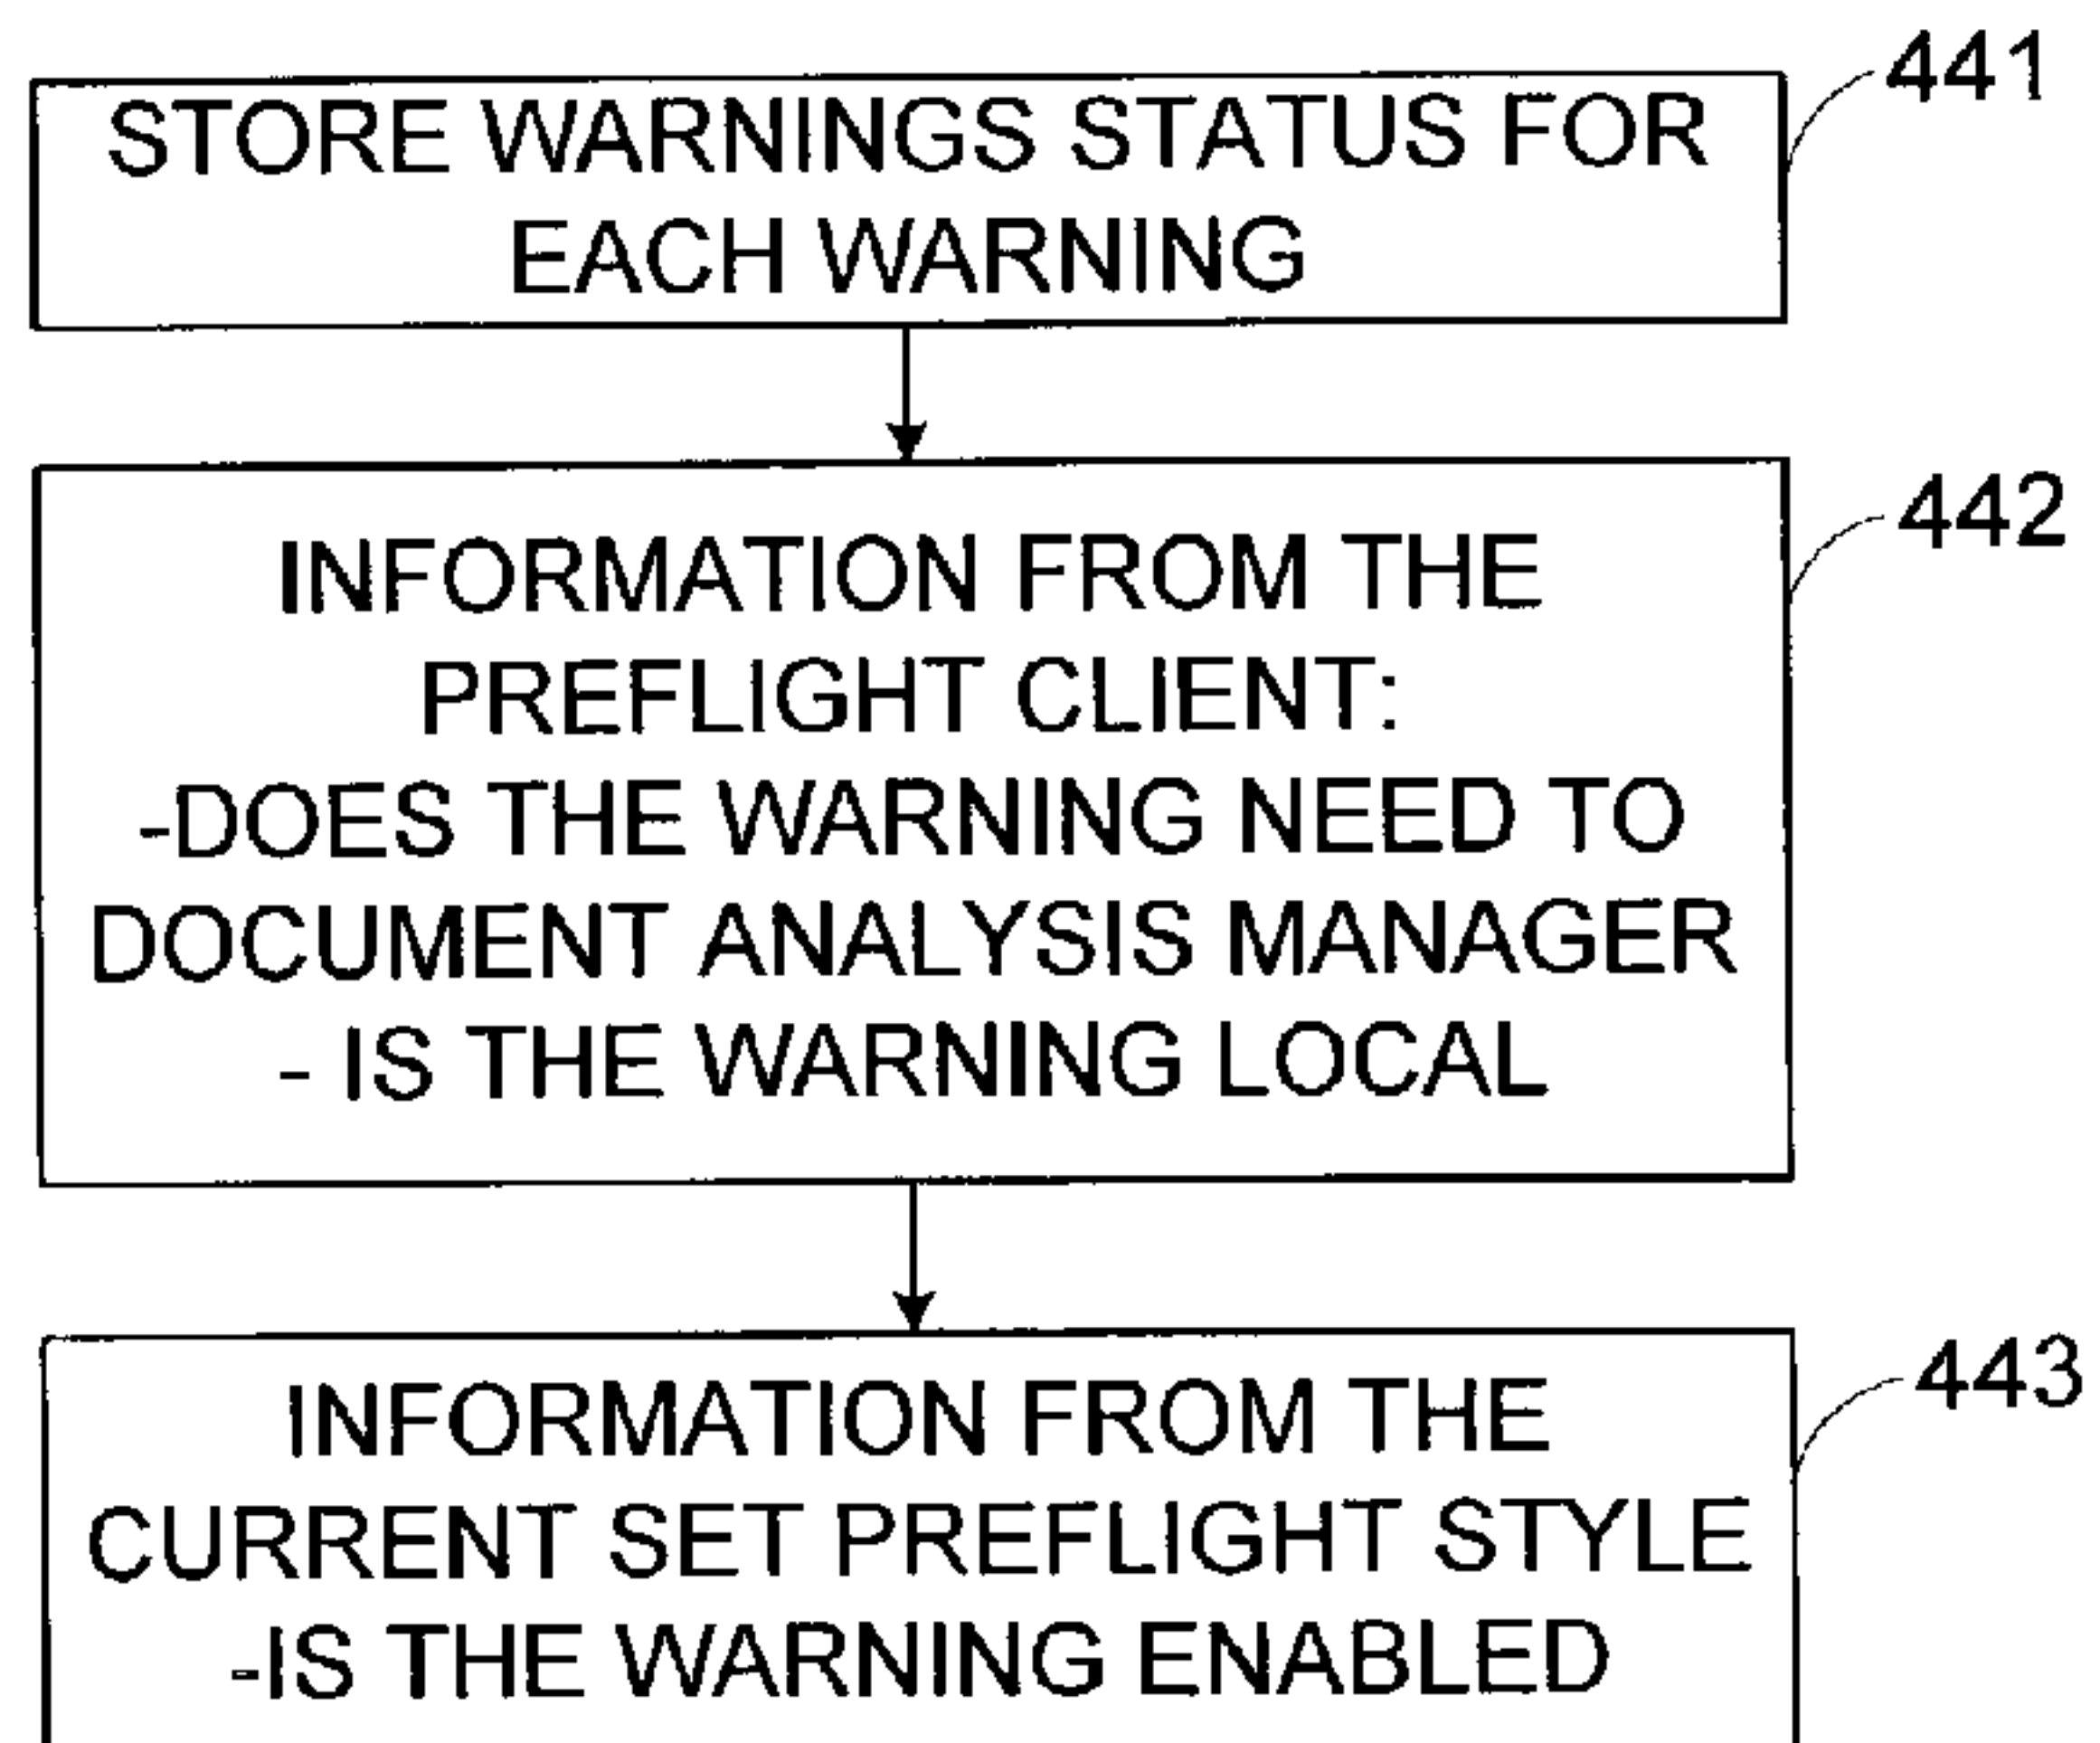 441
STORE WARNINGS STATUS FOR
EACH WARNING
442
INFORMATION FROM THE
PREFLIGHT CLIENT:
-DOES THE WARNING NEED TO
DOCUMENT ANALYSIS MANAGER
- IS THE WARNING LOCAL
443
INFORMATION FROM THE
CURRENT SET PREFLIGHT STYLE
-IS THE WARNING ENABLED